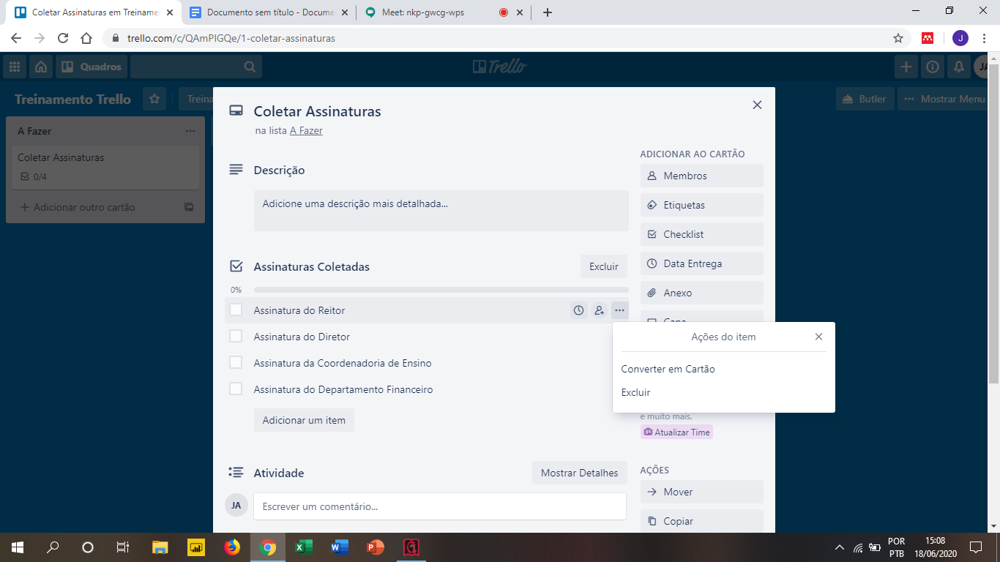 Coletar Assinaturas em Treiname
Documento sem título - Docume
Meet: nkp-gwcg-wps
trello.com/c/QAmPlGQe/1-coletar-assinaturas
J
Quadros
Trello
JA
Treinamento Trello
Treina
Butler
Mostrar Menu
A Fazer
Coletar Assinaturas
0/4
Adicionar outro cartão
Coletar Assinaturas
na lista A Fazer
Descrição
Adicione uma descrição mais detalhada...
Assinaturas Coletadas
Excluir
0%
Assinatura do Reitor
Assinatura do Diretor
Assinatura da Coordenadoria de Ensino
Assinatura do Departamento Financeiro
Adicionar um item
Atividade
Mostrar Detalhes
JA
Escrever um comentário...
ADICIONAR AO CARTÃO
Membros
Etiquetas
Checklist
Data Entrega
Anexo
Capa
Ações do item
Converter em Cartão
Excluir
e muito mais.
Atualizar Time
AÇÕES
Mover
Copiar
POR
PTB
15:08
18/06/2020